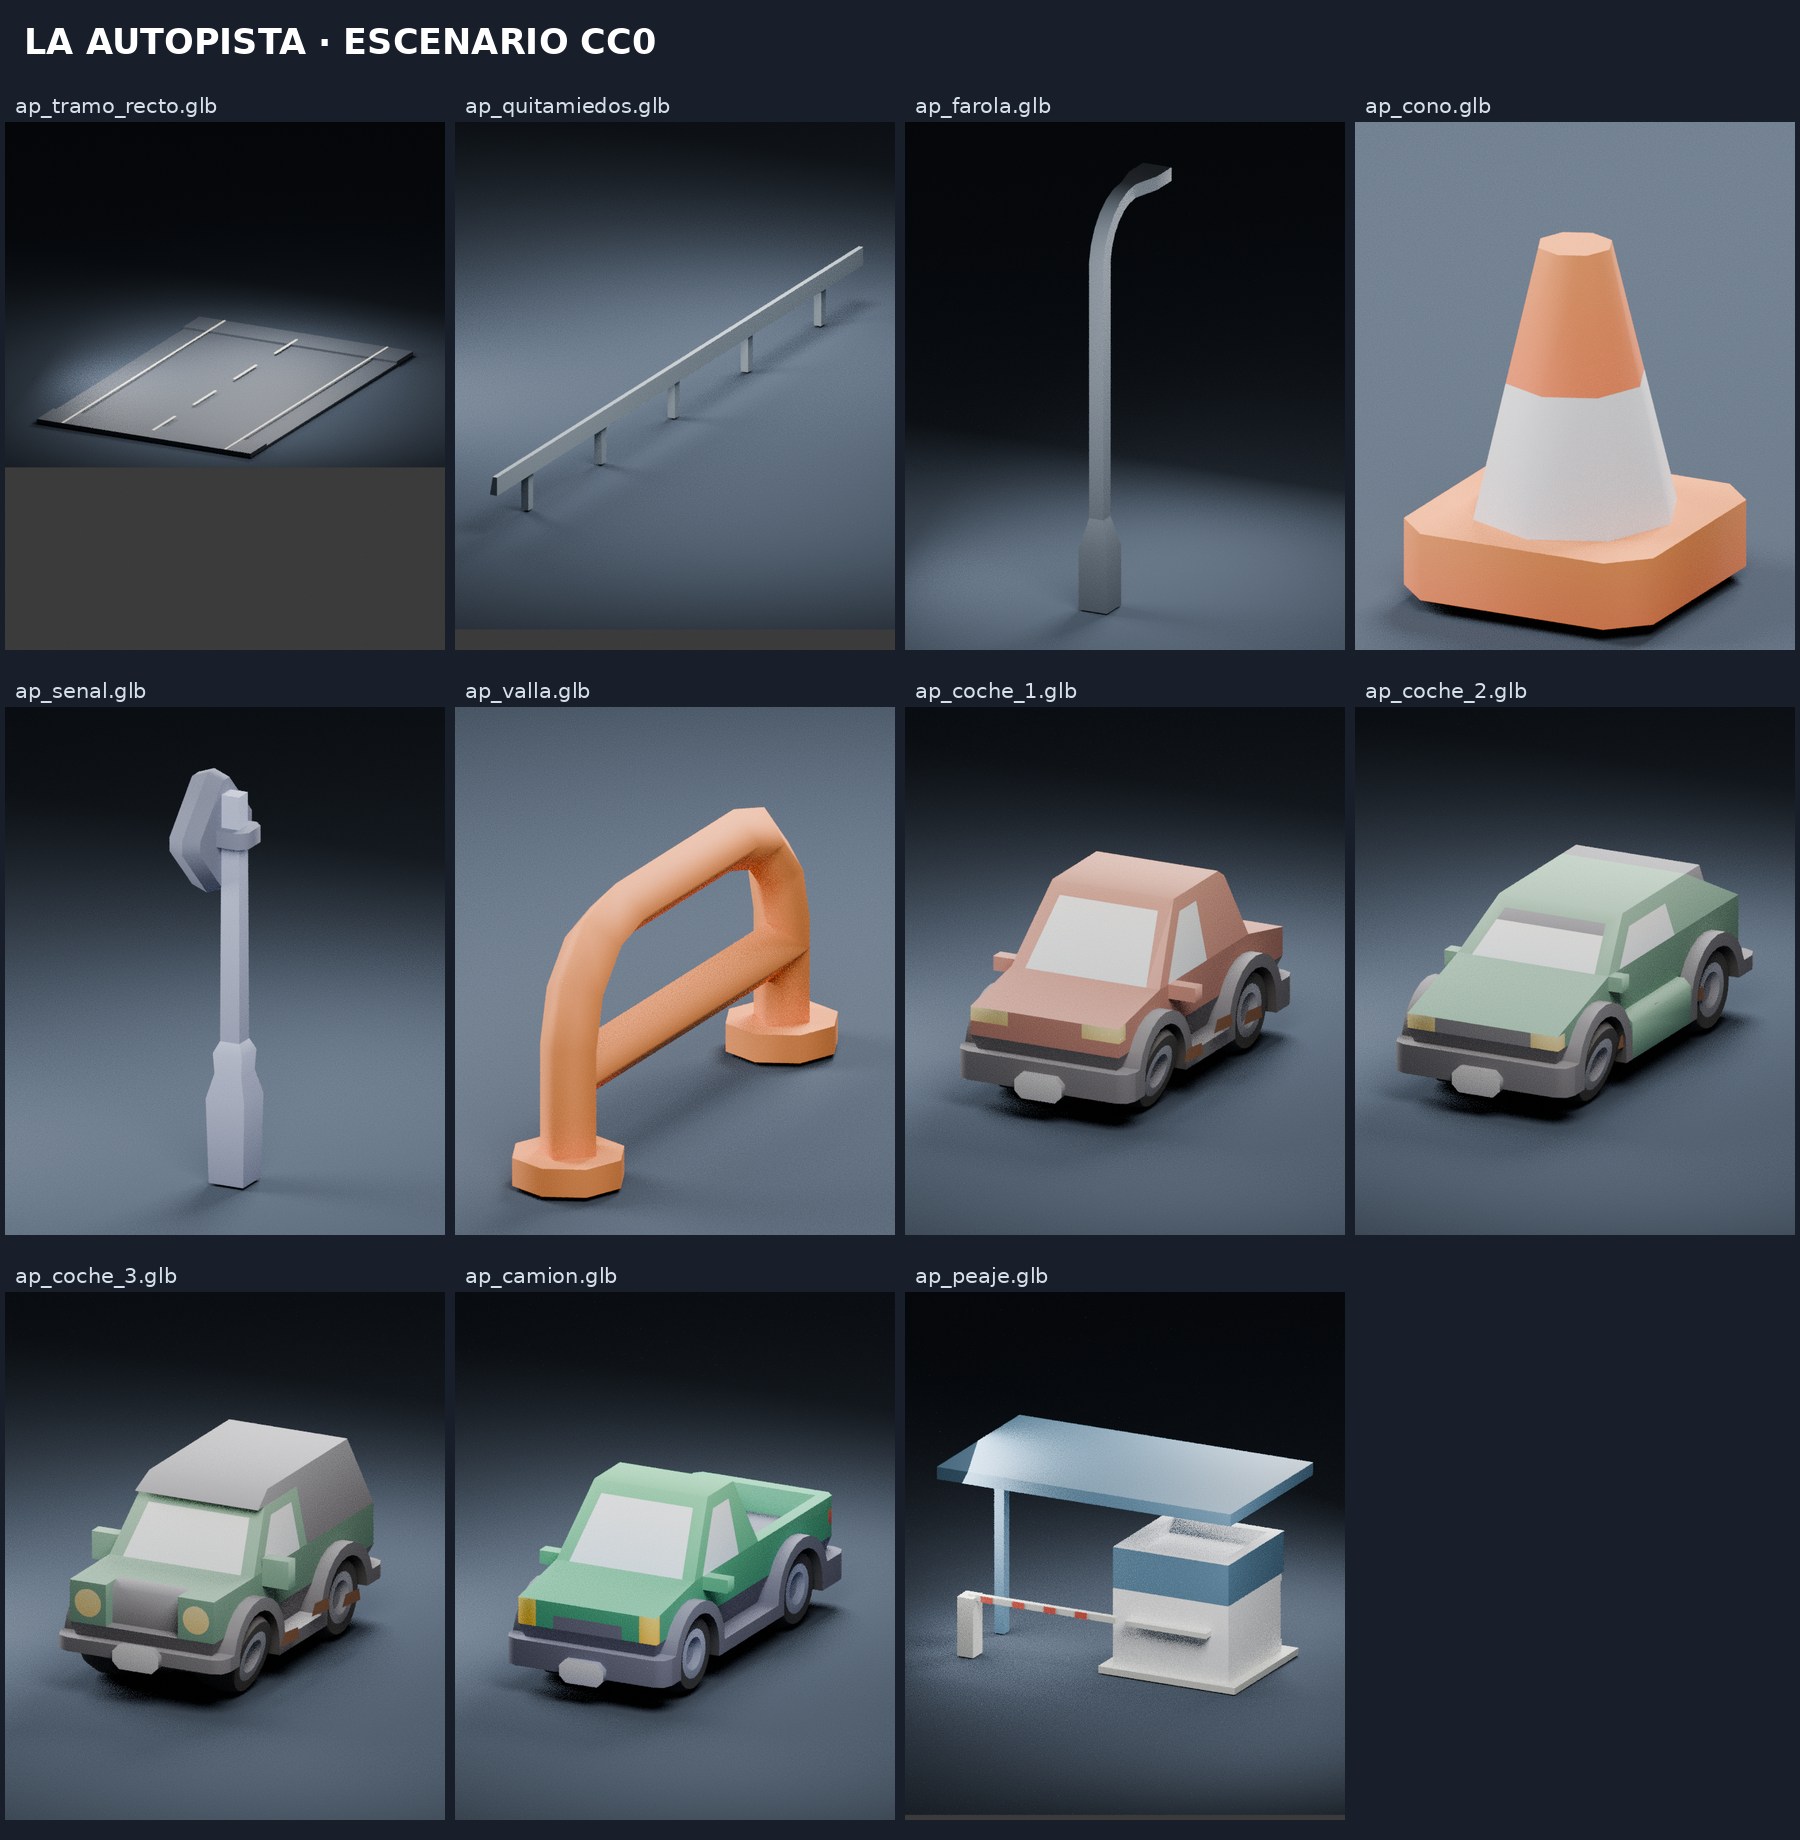 LA AUTOPISTA · ESCENARIO CC0
ap_tramo_recto.glb
ap_quitamiedos.glb
ap_farola.glb
ap_cono.glb
ap_senal.glb
ap_valla.glb
ap_coche_1.glb
ap_coche_2.glb
ap_coche_3.glb
ap_camion.glb
ap_peaje.glb